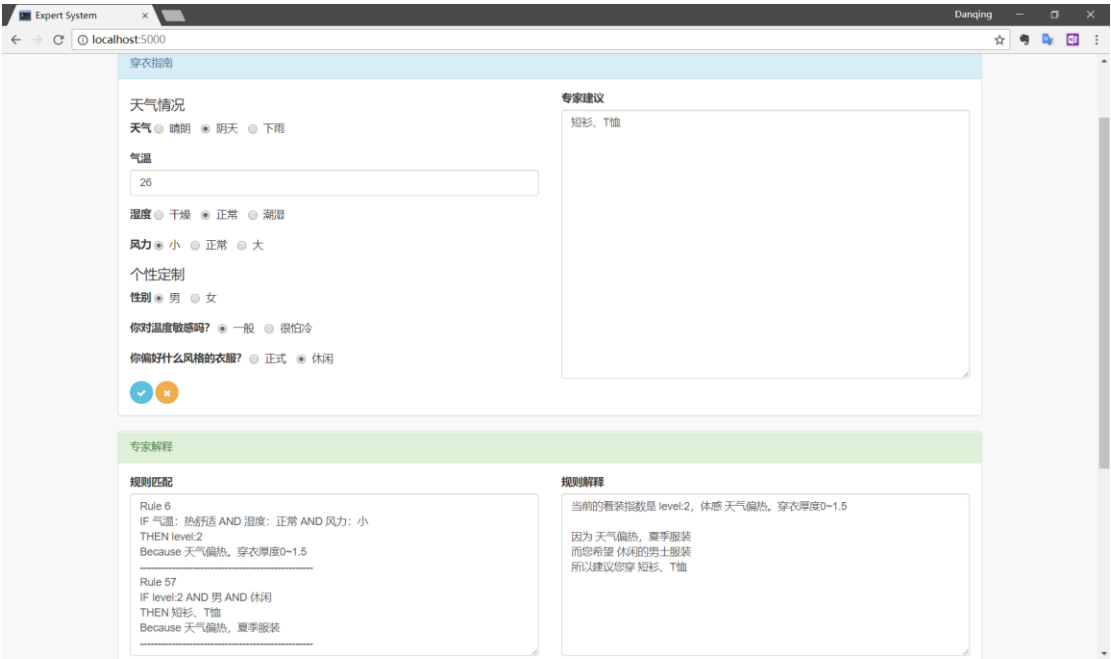 Expert System
Danqing
localhost:5000
穿衣指南
天气情况
天气 晴朗 阴天 下雨
气温
26
湿度 干燥 正常 潮湿
风力 小 正常 大
个性定制
性别 男 女
你对温度敏感吗？ 一般 很怕冷
你偏好什么风格的衣服？ 正式 休闲
专家建议
短衫、T恤
专家解释
规则匹配
Rule 6
IF 气温：热舒适 AND 湿度：正常 AND 风力：小
THEN level:2
Because 天气偏热。穿衣厚度0~1.5
------------------------------------------------
Rule 57
IF level:2 AND 男 AND 休闲
THEN 短衫、T恤
Because 天气偏热，夏季服装
------------------------------------------------
规则解释
当前的着装指数是 level:2，体感 天气偏热。穿衣厚度0~1.5
因为 天气偏热，夏季服装
而您希望 休闲的男士服装
所以建议您穿 短衫、T恤